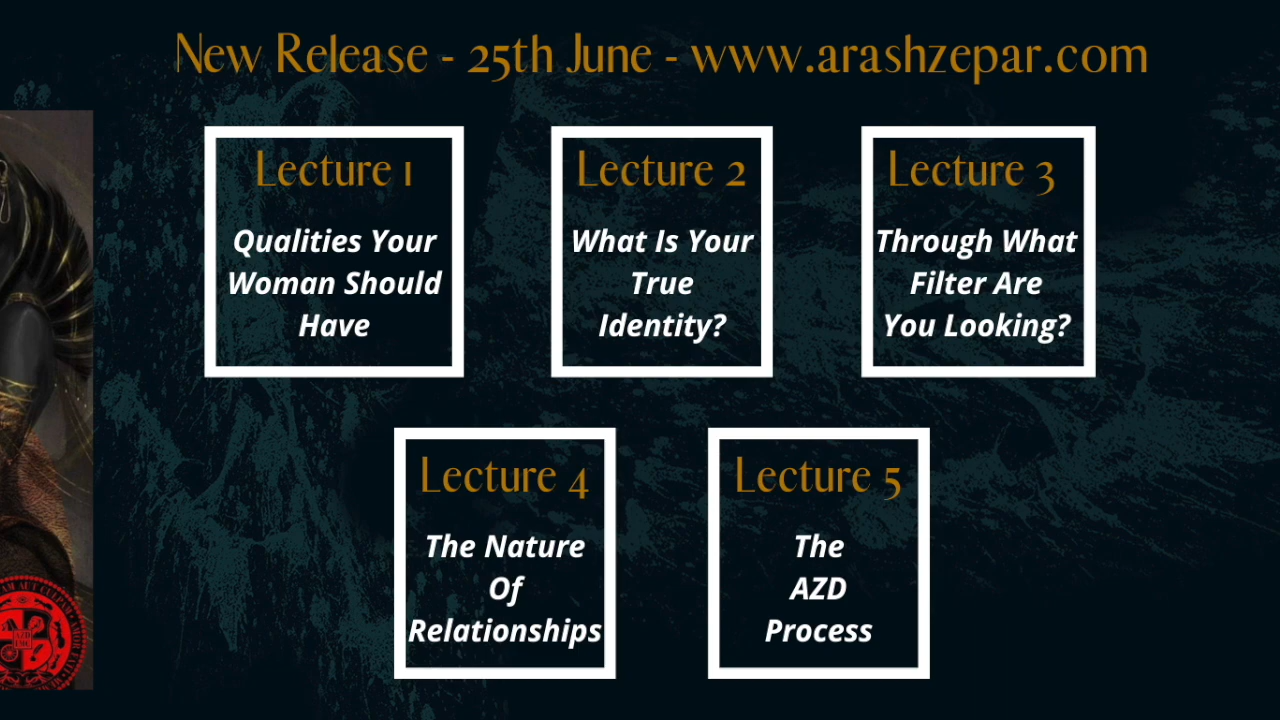 New Release - 25th June - www.arashzepar.com
Lecture 1
Qualities Your
Woman Should
Have
Lecture 2
What Is Your
True
Identity?
Lecture 3
Through What
Filter Are
You Looking?
Lecture 4
The Nature
Of
Relationships
Lecture 5
The
AZD
Process
AZD